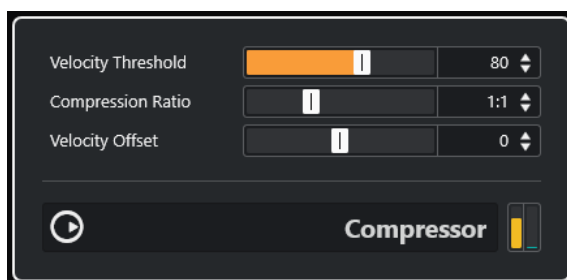 Velocity Threshold 80
Compression Ratio 1:1
Velocity Offset 0
Compressor